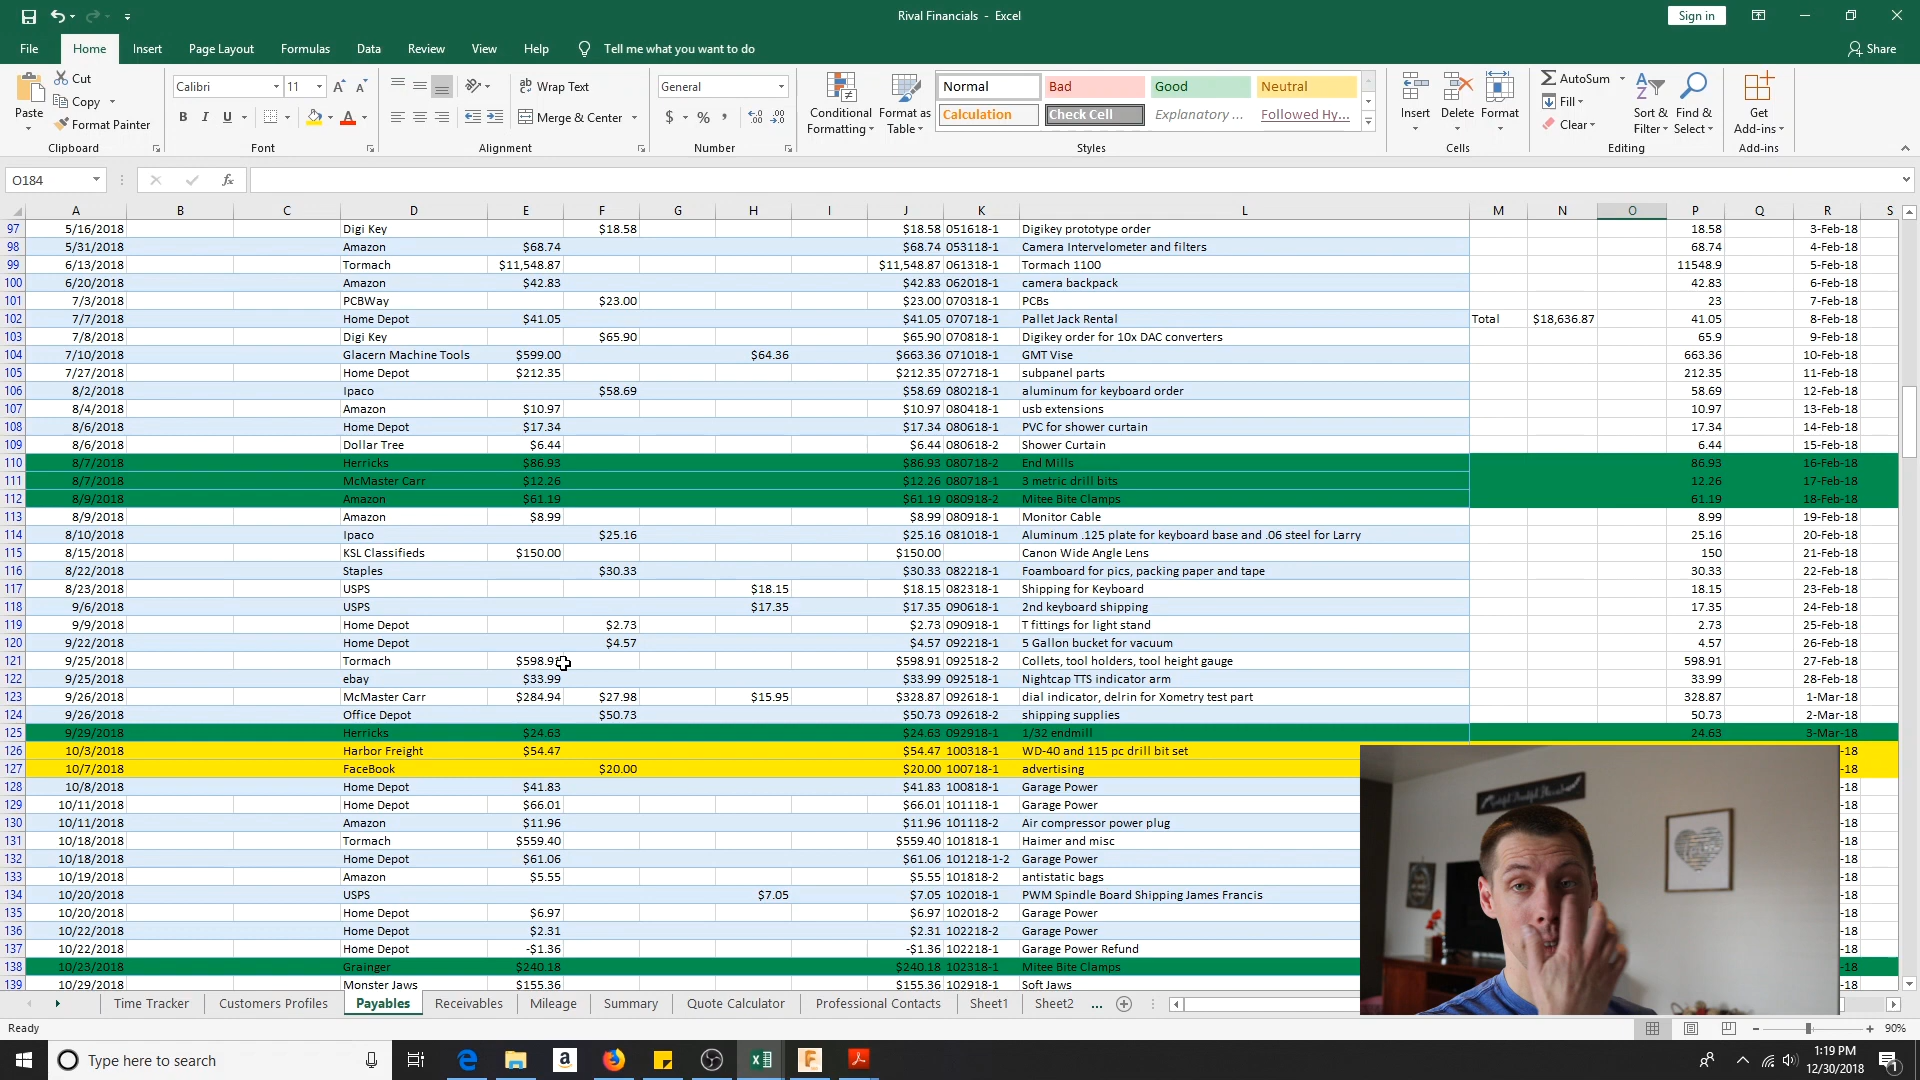 Rival Financials - Excel
Sign in
File Home Insert Page Layout Formulas Data Review View Help Tell me what you want to do Share
Paste Cut Copy Format Painter Clipboard
Calibri 11 A A B I U A Font
Wrap Text Merge & Center Alignment
General $ % , Number
Conditional Formatting Format as Table
Normal Bad Good Neutral
Calculation Check Cell Explanatory ... Followed Hy...
Styles
Insert Delete Format Cells
AutoSum Fill Clear Sort & Filter Find & Select Editing
Get Add-ins Add-ins
O184 fx
A B C D E F G H I J K L M N O P Q R S
97 5/16/2018 Digi Key $18.58 $18.58 051618-1 Digikey prototype order 18.58 3-Feb-18
98 5/31/2018 Amazon $68.74 $68.74 053118-1 Camera Intervelometer and filters 68.74 4-Feb-18
99 6/13/2018 Tormach $11,548.87 $11,548.87 061318-1 Tormach 1100 11548.9 5-Feb-18
100 6/20/2018 Amazon $42.83 $42.83 062018-1 camera backpack 42.83 6-Feb-18
101 7/3/2018 PCBWay $23.00 $23.00 070318-1 PCBs 23 7-Feb-18
102 7/7/2018 Home Depot $41.05 $41.05 070718-1 Pallet Jack Rental Total $18,636.87 41.05 8-Feb-18
103 7/8/2018 Digi Key $65.90 $65.90 070818-1 Digikey order for 10x DAC converters 65.9 9-Feb-18
104 7/10/2018 Glacern Machine Tools $599.00 $64.36 $663.36 071018-1 GMT Vise 663.36 10-Feb-18
105 7/27/2018 Home Depot $212.35 $212.35 072718-1 subpanel parts 212.35 11-Feb-18
106 8/2/2018 Ipaco $58.69 $58.69 080218-1 aluminum for keyboard order 58.69 12-Feb-18
107 8/4/2018 Amazon $10.97 $10.97 080418-1 usb extensions 10.97 13-Feb-18
108 8/6/2018 Home Depot $17.34 $17.34 080618-1 PVC for shower curtain 17.34 14-Feb-18
109 8/6/2018 Dollar Tree $6.44 $6.44 080618-2 Shower Curtain 6.44 15-Feb-18
110 8/7/2018 Herricks $86.93 $86.93 080718-2 End Mills 86.93 16-Feb-18
111 8/7/2018 McMaster Carr $12.26 $12.26 080718-1 3 metric drill bits 12.26 17-Feb-18
112 8/9/2018 Amazon $61.19 $61.19 080918-2 Mitee Bite Clamps 61.19 18-Feb-18
113 8/9/2018 Amazon $8.99 $8.99 080918-1 Monitor Cable 8.99 19-Feb-18
114 8/10/2018 Ipaco $25.16 $25.16 081018-1 Aluminum .125 plate for keyboard base and .06 steel for Larry 25.16 20-Feb-18
115 8/15/2018 KSL Classifieds $150.00 $150.00 Canon Wide Angle Lens 150 21-Feb-18
116 8/22/2018 Staples $30.33 $30.33 082218-1 Foamboard for pics, packing paper and tape 30.33 22-Feb-18
117 8/23/2018 USPS $18.15 $18.15 082318-1 Shipping for Keyboard 18.15 23-Feb-18
118 9/6/2018 USPS $17.35 $17.35 090618-1 2nd keyboard shipping 17.35 24-Feb-18
119 9/9/2018 Home Depot $2.73 $2.73 090918-1 T fittings for light stand 2.73 25-Feb-18
120 9/22/2018 Home Depot $4.57 $4.57 092218-1 5 Gallon bucket for vacuum 4.57 26-Feb-18
121 9/25/2018 Tormach $598.91 $598.91 092518-2 Collets, tool holders, tool height gauge 598.91 27-Feb-18
122 9/25/2018 ebay $33.99 $33.99 092518-1 Nightcap TTS indicator arm 33.99 28-Feb-18
123 9/26/2018 McMaster Carr $284.94 $27.98 $15.95 $328.87 092618-1 dial indicator, delrin for Xometry test part 328.87 1-Mar-18
124 9/26/2018 Office Depot $50.73 $50.73 092618-2 shipping supplies 50.73 2-Mar-18
125 9/29/2018 Herricks $24.63 $24.63 092918-1 1/32 endmill 24.63 3-Mar-18
126 10/3/2018 Harbor Freight $54.47 $54.47 100318-1 WD-40 and 115 pc drill bit set -18
127 10/7/2018 FaceBook $20.00 $20.00 100718-1 advertising -18
128 10/8/2018 Home Depot $41.83 $41.83 100818-1 Garage Power -18
129 10/11/2018 Home Depot $66.01 $66.01 101118-1 Garage Power -18
130 10/11/2018 Amazon $11.96 $11.96 101118-2 Air compressor power plug -18
131 10/18/2018 Tormach $559.40 $559.40 101818-1 Haimer and misc -18
132 10/18/2018 Home Depot $61.06 $61.06 101218-1-2 Garage Power -18
133 10/19/2018 Amazon $5.55 $5.55 101818-2 antistatic bags -18
134 10/20/2018 USPS $7.05 $7.05 102018-1 PWM Spindle Board Shipping James Francis -18
135 10/20/2018 Home Depot $6.97 $6.97 102018-2 Garage Power -18
136 10/22/2018 Home Depot $2.31 $2.31 102218-2 Garage Power -18
137 10/22/2018 Home Depot -$1.36 -$1.36 102218-1 Garage Power Refund -18
138 10/23/2018 Grainger $240.18 $240.18 102318-1 Mitee Bite Clamps -18
139 10/29/2018 Monster Jaws $155.36 $155.36 102918-1 Soft Jaws
Time Tracker Customers Profiles Payables Receivables Mileage Summary Quote Calculator Professional Contacts Sheet1 Sheet2 ...
Ready 90%
Type here to search
1:19 PM
12/30/2018